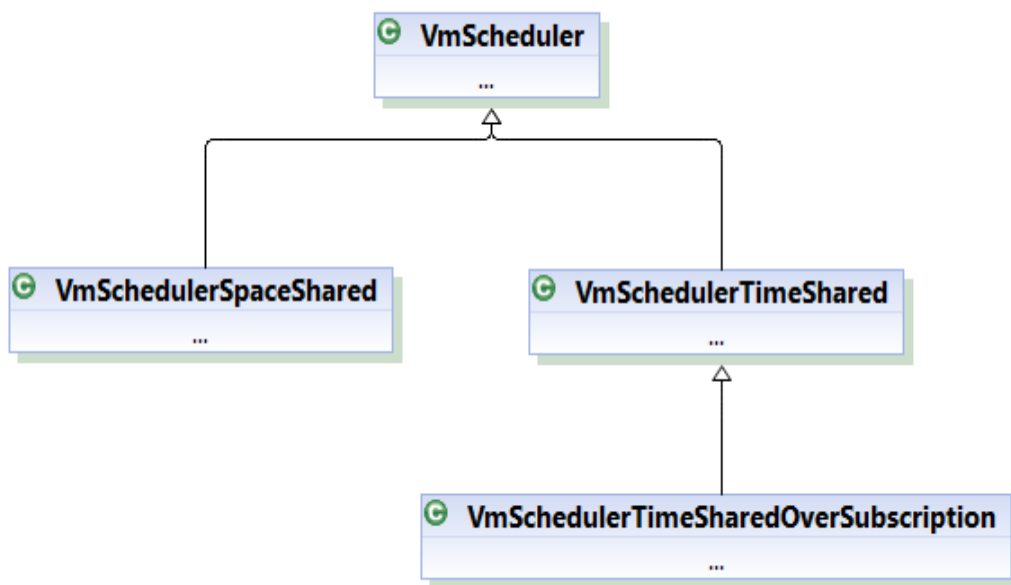 C VmScheduler
...
C VmSchedulerSpaceShared
...
C VmSchedulerTimeShared
...
C VmSchedulerTimeSharedOverSubscription
...